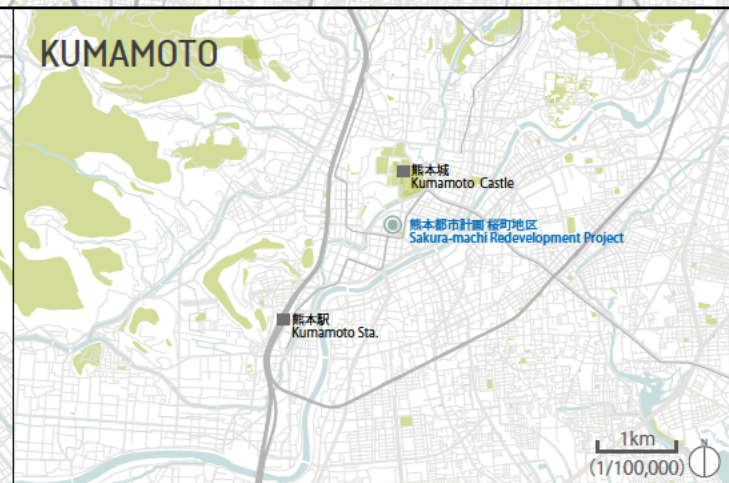 KUMAMOTO
熊本城
Kumamoto Castle
熊本都市計画 桜町地区
Sakura-machi Redevelopment Project
熊本駅
Kumamoto Sta.
1km
(1/100,000)
N